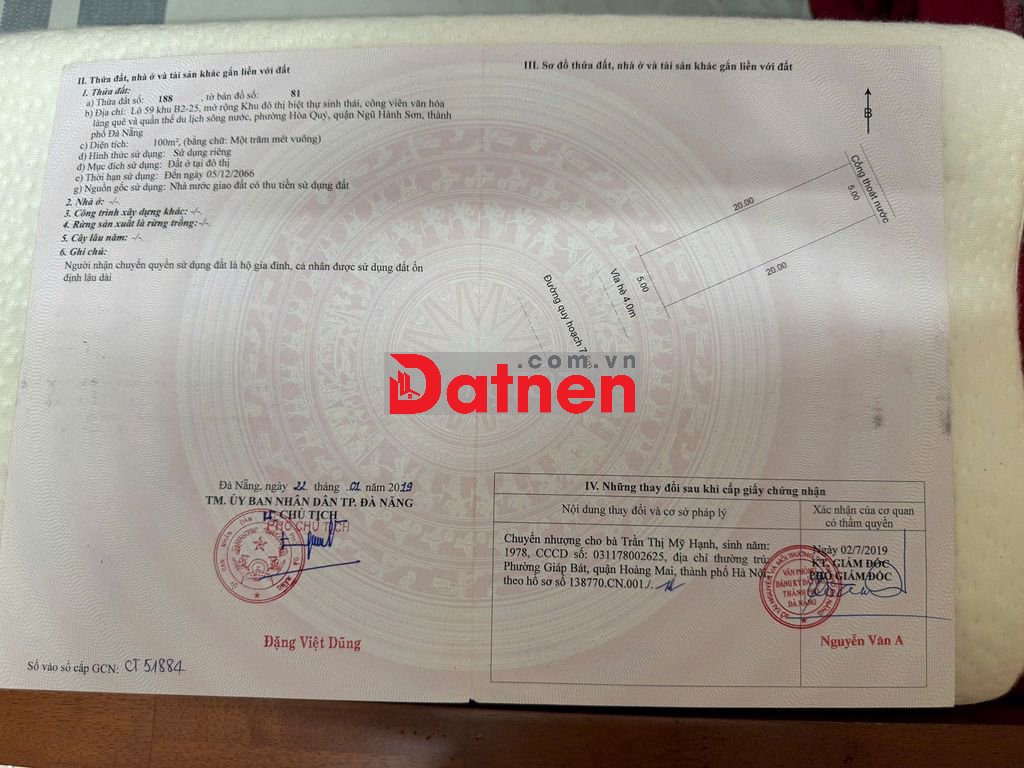 II. Thửa đất, nhà ở và tài sản khác gắn liền với đất
1. Thửa đất:
a) Thửa đất số: 188 , tờ bản đồ số: 81
b) Địa chỉ: Lô 59 khu B2-25, mở rộng Khu đô thị biệt thự sinh thái, công viên văn hóa
làng quê và quần thể du lịch sông nước, phường Hòa Quý, quận Ngũ Hành Sơn, thành
phố Đà Nẵng
c) Diện tích: 100m², (bằng chữ: Một trăm mét vuông)
d) Hình thức sử dụng: Sử dụng riêng
đ) Mục đích sử dụng: Đất ở tại đô thị
e) Thời hạn sử dụng: Đến ngày 05/12/2066
g) Nguồn gốc sử dụng: Nhà nước giao đất có thu tiền sử dụng đất
2. Nhà ở: -/-.
3. Công trình xây dựng khác: -/-.
4. Rừng sản xuất là rừng trồng: -/-.
5. Cây lâu năm: -/-.
6. Ghi chú:
Người nhận chuyển quyền sử dụng đất là hộ gia đình, cá nhân được sử dụng đất ổn
định lâu dài
Đà Nẵng, ngày 22 tháng .01 năm 2019
TM. ỦY BAN NHÂN DÂN TP. ĐÀ NẴNG
KT. CHỦ TỊCH
PHÓ CHỦ TỊCH
Đặng Việt Dũng
Số vào sổ cấp GCN: CT 51884
III. Sơ đồ thửa đất, nhà ở và tài sản khác gắn liền với đất
B
Cống thoát nước
20.00
5.00
20.00
5.00
Vỉa hè 4.0m
Đường quy hoạch 7
.com.vn
Datnen
IV. Những thay đổi sau khi cấp giấy chứng nhận
Nội dung thay đổi và cơ sở pháp lý
Xác nhận của cơ quan
có thẩm quyền
Chuyển nhượng cho bà Trần Thị Mỹ Hạnh, sinh năm:
1978, CCCD số: 031178002625, địa chỉ thường trú:
Phường Giáp Bát, quận Hoàng Mai, thành phố Hà Nội
theo hồ sơ số 138770.CN.001./.
Ngày 02/7/2019
KT. GIÁM ĐỐC
PHÓ GIÁM ĐỐC
VĂN PHÒNG
ĐĂNG KÝ ĐẤT ĐAI
THÀNH PHỐ
ĐÀ NẴNG
Nguyễn Văn A